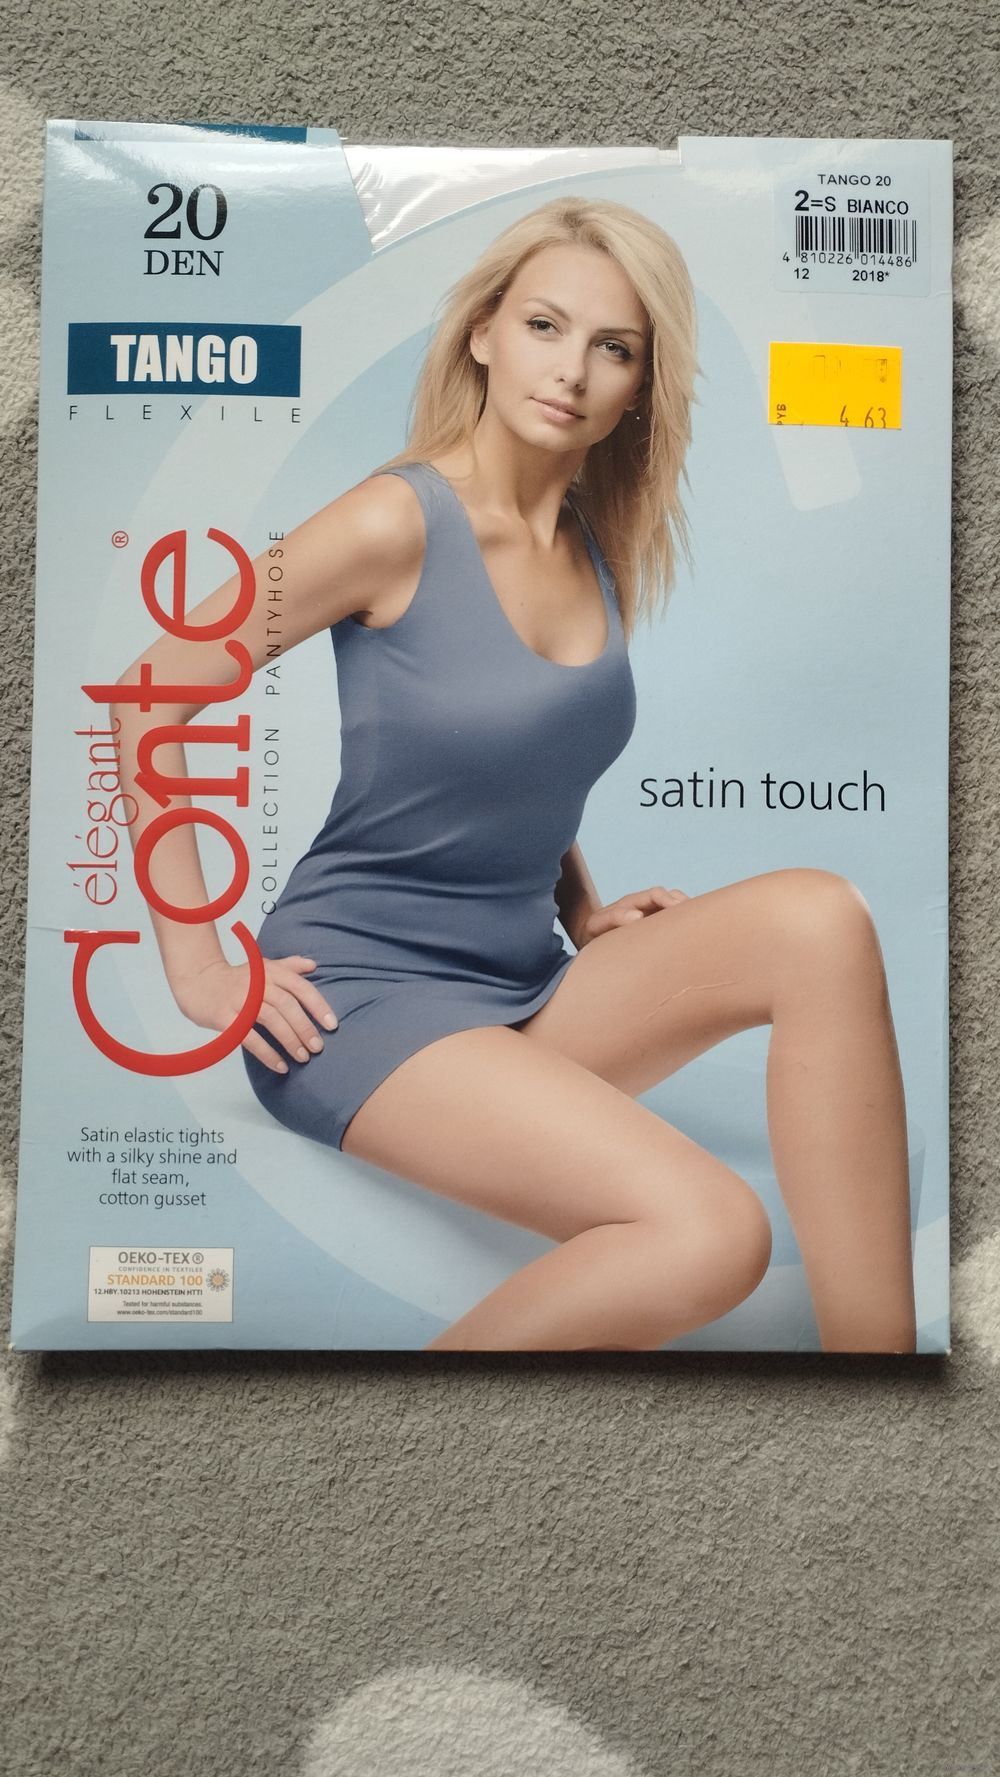 20
DEN
TANGO
FLEXILE
TANGO 20
2=S BIANCO
4 810226 014486
12 2018*
РУБ
4 63
élégant
Conte®
COLLECTION PANTYHOSE
satin touch
Satin elastic tights
with a silky shine and
flat seam,
cotton gusset
OEKO-TEX®
CONFIDENCE IN TEXTILES
STANDARD 100
12.HBY.10213 HOHENSTEIN HTTI
Tested for harmful substances.
www.oeko-tex.com/standard100